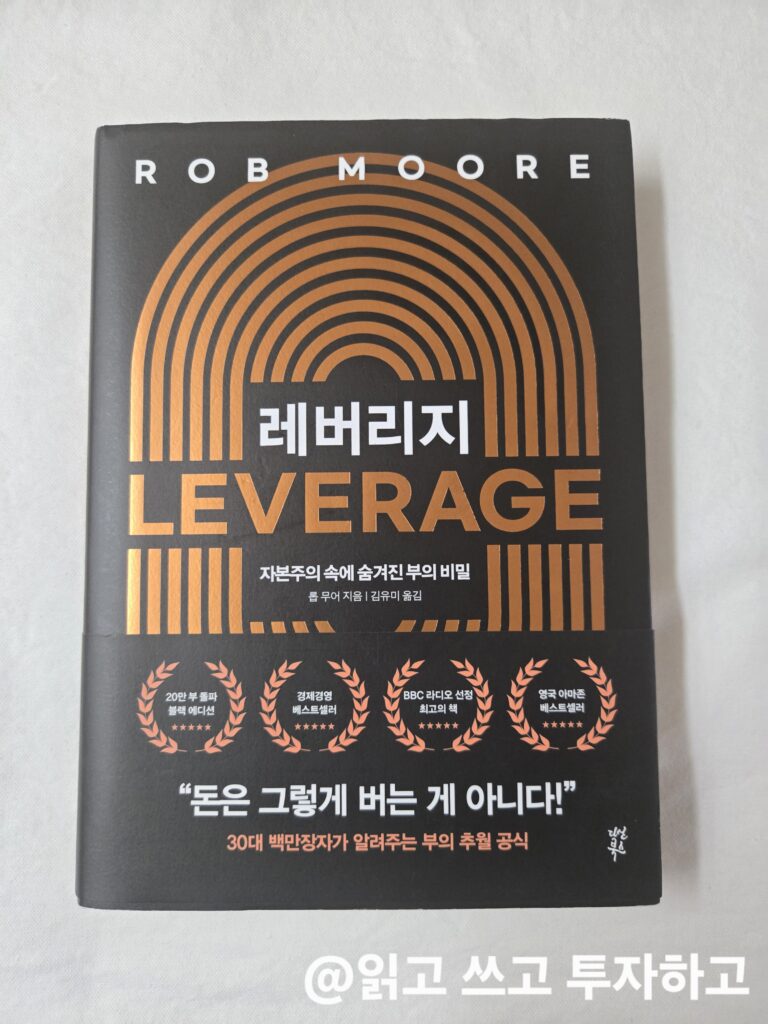 ROB MOORE
레버리지
LEVERAGE
자본주의 속에 숨겨진 부의 비밀
롭 무어 지음 | 김유미 옮김
20만 부 돌파
블랙 에디션
경제경영
베스트셀러
BBC 라디오 선정
최고의 책
영국 아마존
베스트셀러
“돈은 그렇게 버는 게 아니다!”
30대 백만장자가 알려주는 부의 추월 공식
다산
북스
@읽고 쓰고 투자하고